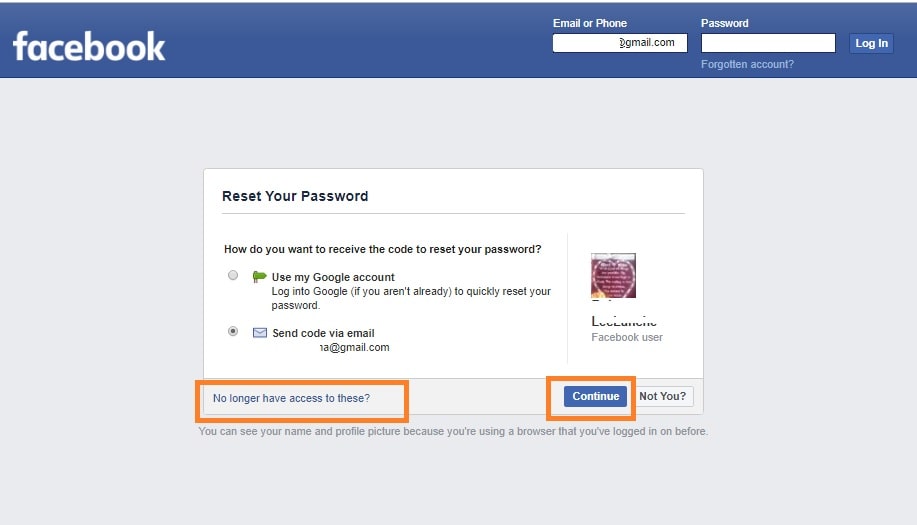 facebook
Email or Phone
Password
@gmail.com
Log In
Forgotten account?
Reset Your Password
How do you want to receive the code to reset your password?
Use my Google account
Log into Google (if you aren't already) to quickly reset your
password.
Send code via email
na@gmail.com
Facebook user
No longer have access to these?
Continue
Not You?
You can see your name and profile picture because you're using a browser that you've logged in on before.